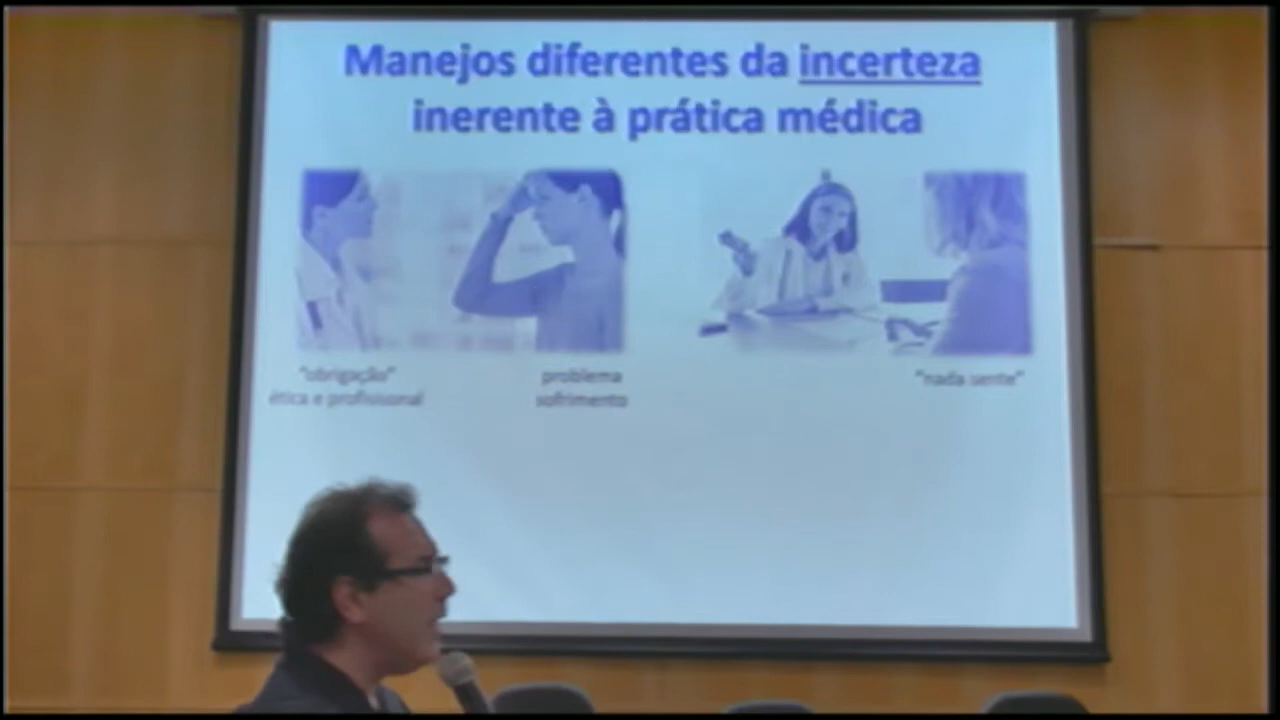 Manejos diferentes da incerteza
inerente à prática médica
"obrigação"
ética e profissional
problema
sofrimento
"nada sente"